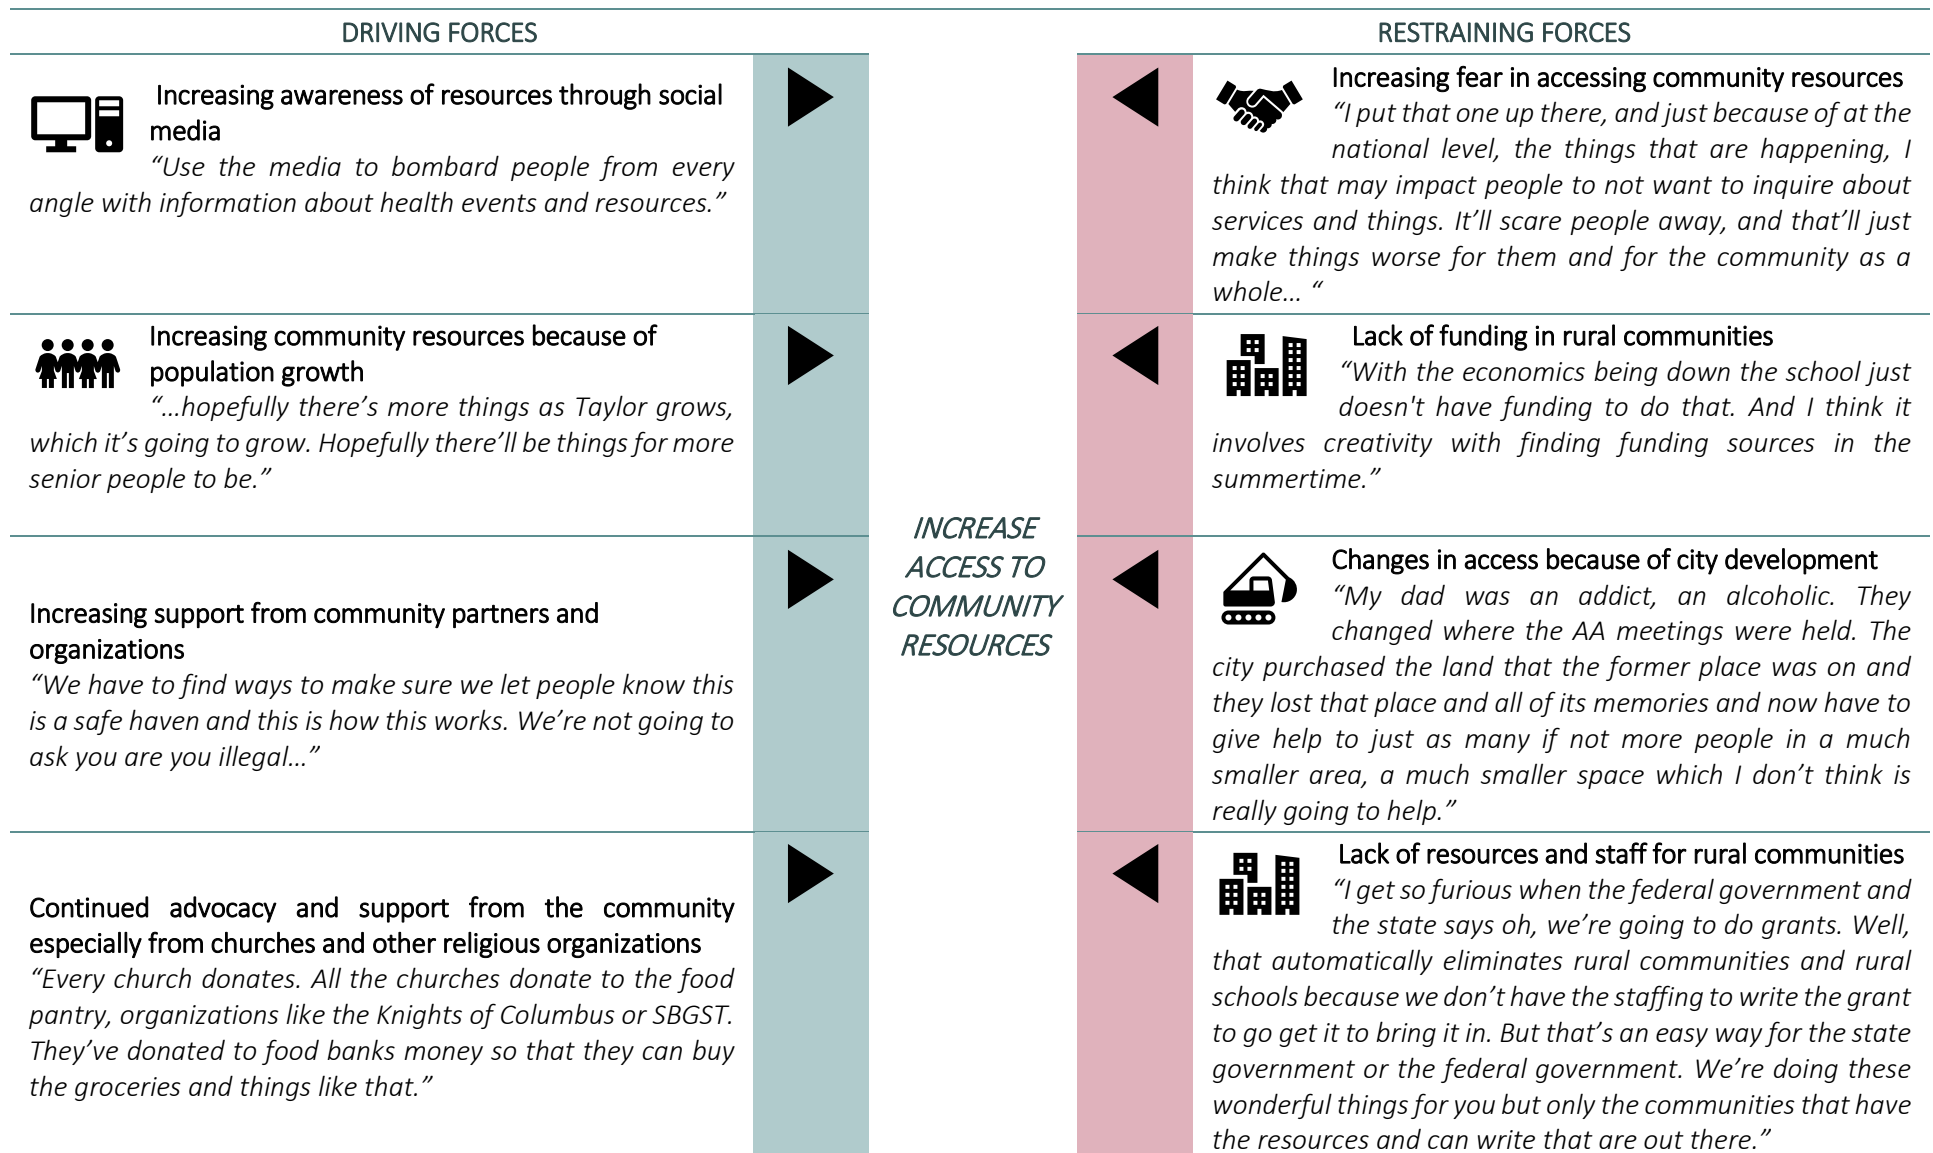 DRIVING FORCES
Increasing awareness of resources through social
media
“Use the media to bombard people from every
angle with information about health events and resources.”
Increasing community resources because of
population growth
“…hopefully there’s more things as Taylor grows,
which it’s going to grow. Hopefully there’ll be things for more
senior people to be.”
Increasing support from community partners and
organizations
“We have to find ways to make sure we let people know this
is a safe haven and this is how this works. We’re not going to
ask you are you illegal…”
Continued advocacy and support from the community
especially from churches and other religious organizations
“Every church donates. All the churches donate to the food
pantry, organizations like the Knights of Columbus or SBGST.
They’ve donated to food banks money so that they can buy
the groceries and things like that.”
INCREASE
ACCESS TO
COMMUNITY
RESOURCES
RESTRAINING FORCES
Increasing fear in accessing community resources
“I put that one up there, and just because of at the
national level, the things that are happening, I
think that may impact people to not want to inquire about
services and things. It’ll scare people away, and that’ll just
make things worse for them and for the community as a
whole… “
Lack of funding in rural communities
“With the economics being down the school just
doesn't have funding to do that. And I think it
involves creativity with finding funding sources in the
summertime.”
Changes in access because of city development
“My dad was an addict, an alcoholic. They
changed where the AA meetings were held. The
city purchased the land that the former place was on and
they lost that place and all of its memories and now have to
give help to just as many if not more people in a much
smaller area, a much smaller space which I don’t think is
really going to help.”
Lack of resources and staff for rural communities
“I get so furious when the federal government and
the state says oh, we’re going to do grants. Well,
that automatically eliminates rural communities and rural
schools because we don’t have the staffing to write the grant
to go get it to bring it in. But that’s an easy way for the state
government or the federal government. We’re doing these
wonderful things for you but only the communities that have
the resources and can write that are out there.”